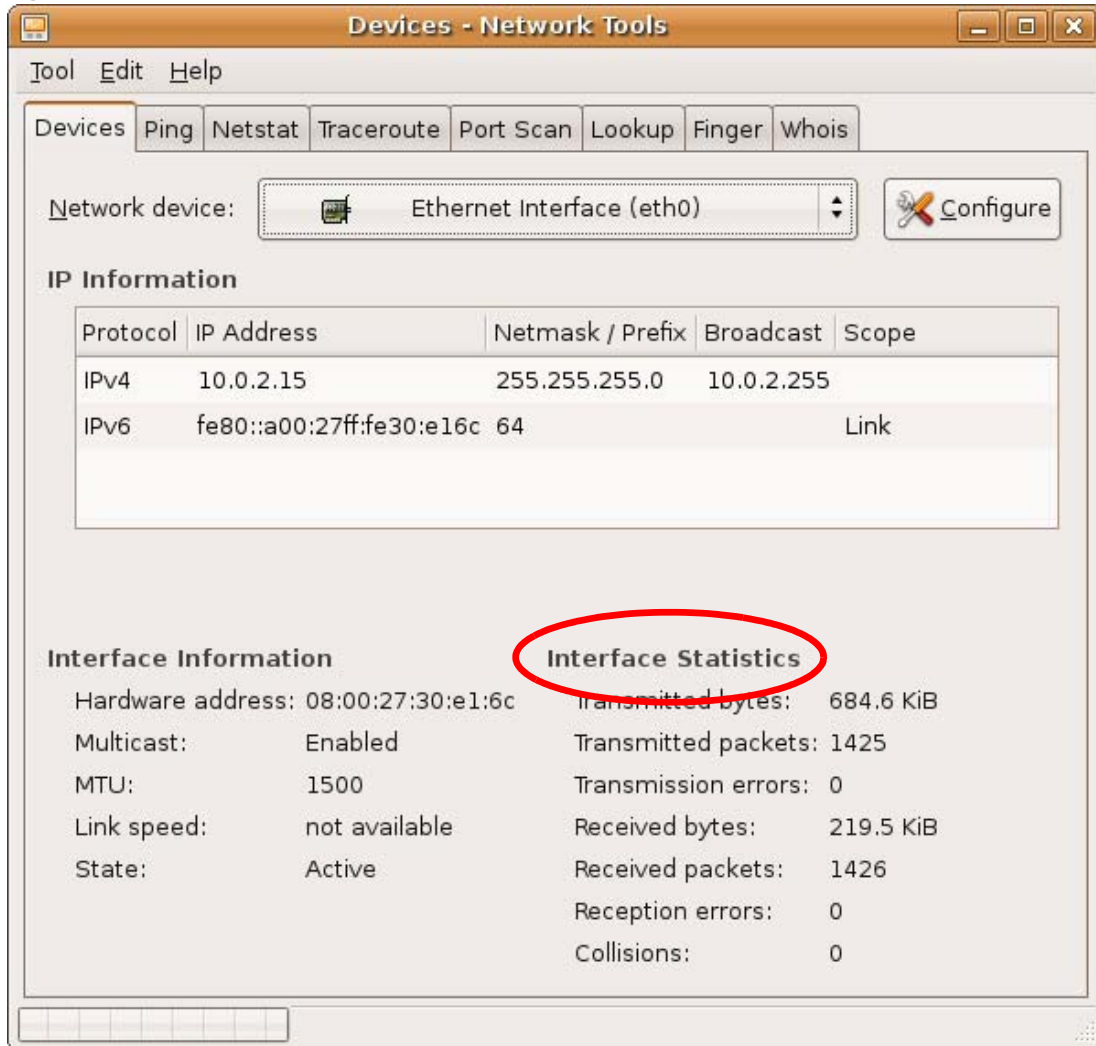 Devices - Network Tools
Tool Edit Help
Devices Ping Netstat Traceroute Port Scan Lookup Finger Whois
Network device: Ethernet Interface (eth0) Configure
IP Information
Protocol IP Address Netmask / Prefix Broadcast Scope
IPv4 10.0.2.15 255.255.255.0 10.0.2.255
IPv6 fe80::a00:27ff:fe30:e16c 64 Link
Interface Information
Hardware address: 08:00:27:30:e1:6c
Multicast: Enabled
MTU: 1500
Link speed: not available
State: Active
Interface Statistics
Transmitted bytes: 684.6 KiB
Transmitted packets: 1425
Transmission errors: 0
Received bytes: 219.5 KiB
Received packets: 1426
Reception errors: 0
Collisions: 0